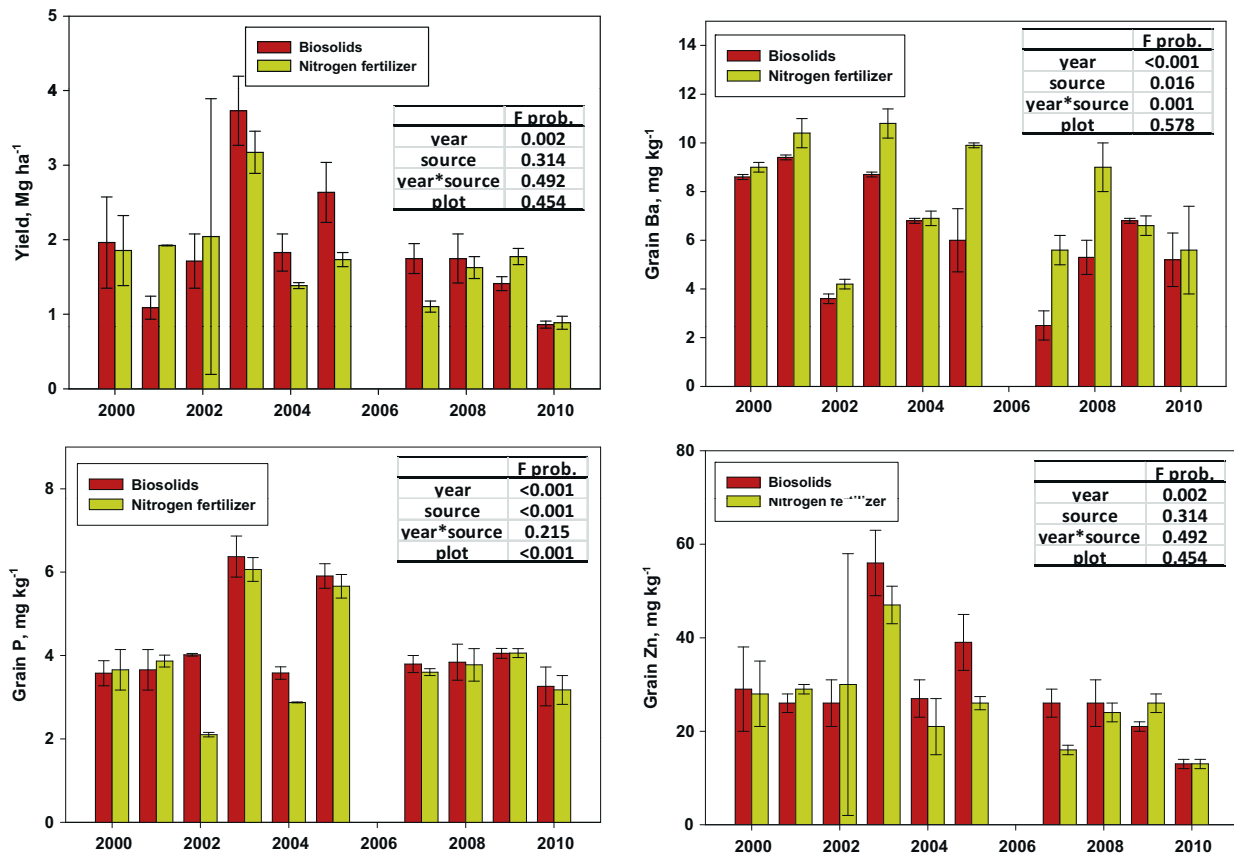 5
4
3
2
1
0
Yield, Mg ha-1
Biosolids
Nitrogen fertilizer
F prob.
year 0.002
source 0.314
year*source 0.492
plot 0.454
2000 2002 2004 2006 2008 2010
14
12
10
8
6
4
2
0
Grain Ba, mg kg-1
Biosolids
Nitrogen fertilizer
F prob.
year <0.001
source 0.016
year*source 0.001
plot 0.578
2000 2002 2004 2006 2008 2010
8
6
4
2
0
Grain P, mg kg-1
Biosolids
Nitrogen fertilizer
F prob.
year <0.001
source <0.001
year*source 0.215
plot <0.001
2000 2002 2004 2006 2008 2010
80
60
40
20
0
Grain Zn, mg kg-1
Biosolids
Nitrogen fertilizer
F prob.
year 0.002
source 0.314
year*source 0.492
plot 0.454
2000 2002 2004 2006 2008 2010